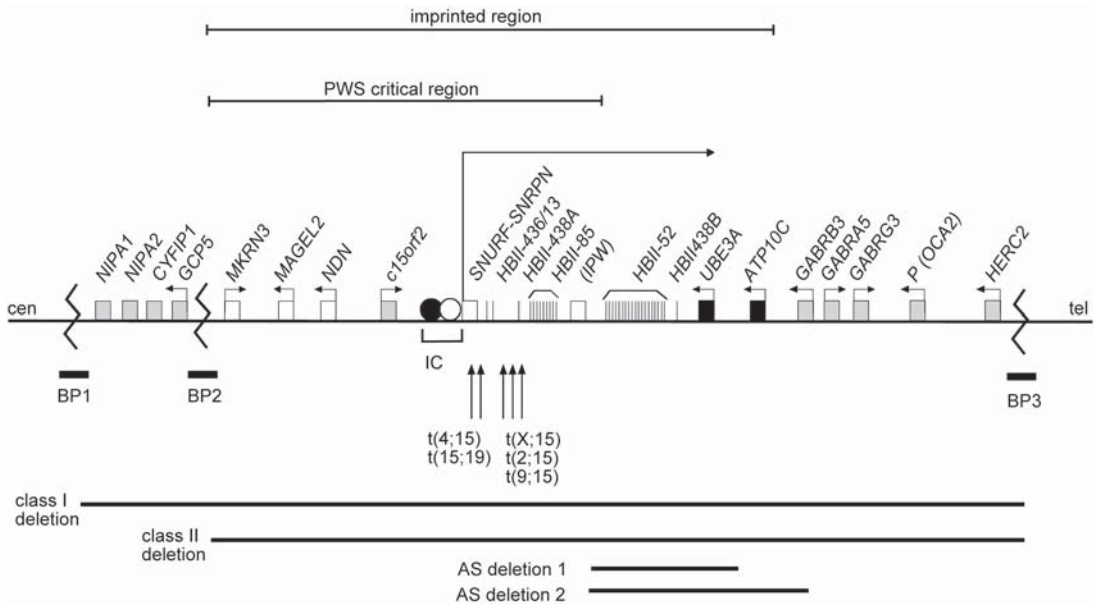 imprinted region
PWS critical region
NIPA1
NIPA2
CYFIP1
GCP5
MKRN3
MAGEL2
NDN
c15orf2
SNURF-SNRPN
HBII-436/13
HBII-438A
HBII-85
(IPW)
HBII-52
HBII438B
UBE3A
ATP10C
GABRB3
GABRA5
GABRG3
P (OCA2)
HERC2
cen
tel
IC
BP1
BP2
BP3
t(4;15)
t(15;19)
t(X;15)
t(2;15)
t(9;15)
class I
deletion
class II
deletion
AS deletion 1
AS deletion 2